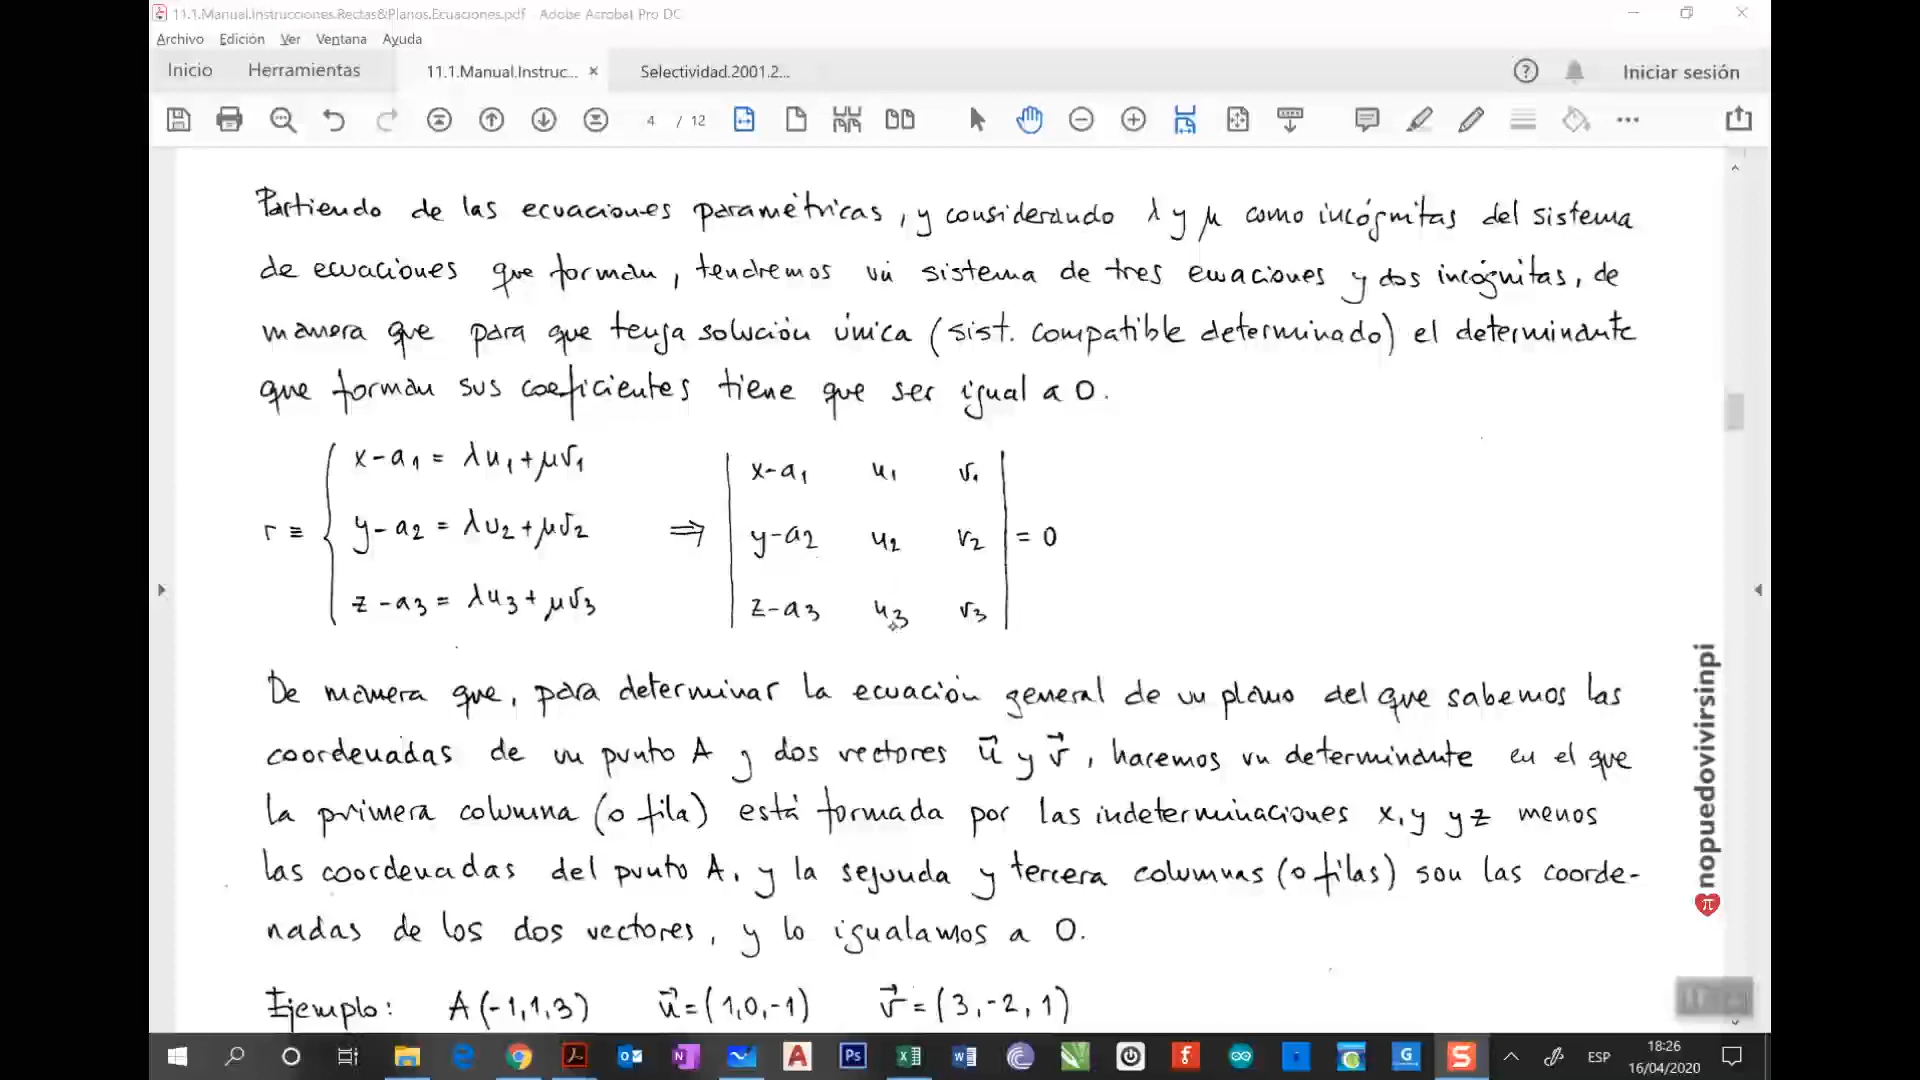 11.1.Manual.Instrucciones.Rectas&Planos.Ecuaciones.pdf - Adobe Acrobat Pro DC
Archivo Edición Ver Ventana Ayuda
Inicio Herramientas 11.1.Manual.Instruc... × Selectividad.2001.2... Iniciar sesión
4 / 12
Partiendo de las ecuaciones paramétricas, y considerando λ y μ como incógnitas del sistema
de ecuaciones que forman, tendremos un sistema de tres ecuaciones y dos incógnitas, de
manera que para que tenga solución única (sist. compatible determinado) el determinante
que forman sus coeficientes tiene que ser igual a 0.
x-a₁ = λu₁+μv₁ x-a₁ u₁ v₁
r ≡ y-a₂ = λu₂+μv₂ ⇒ y-a₂ u₂ v₂ = 0
z-a₃ = λu₃+μv₃ z-a₃ u₃ v₃
De manera que, para determinar la ecuación general de un plano del que sabemos las
coordenadas de un punto A y dos vectores u⃗ y v⃗, hacemos un determinante en el que
la primera columna (o fila) está formada por las indeterminaciones x, y y z menos
las coordenadas del punto A, y la segunda y tercera columnas (o filas) son las coorde-
nadas de los dos vectores, y lo igualamos a 0.
Ejemplo: A(-1,1,3) u⃗=(1,0,-1) v⃗=(3,-2,1)
nopuedovivirsinpi
π
ESP
18:26
16/04/2020